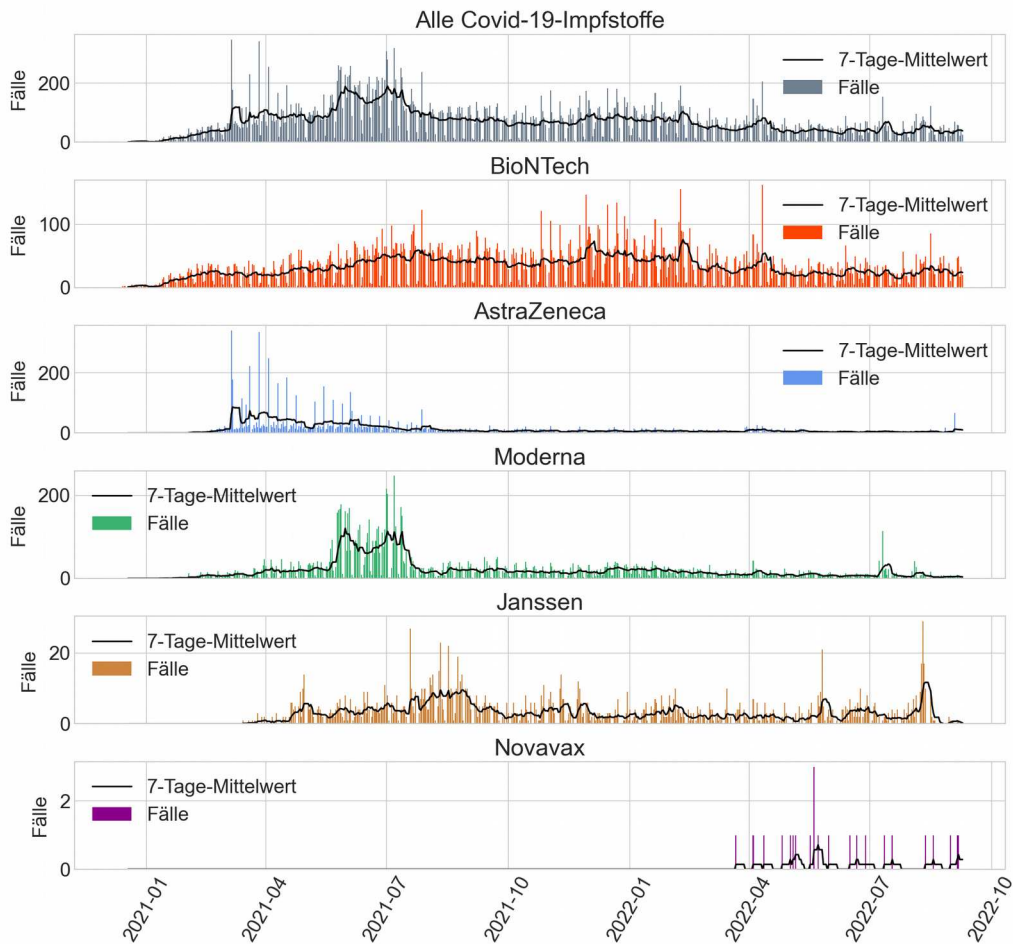 Alle Covid-19-Impfstoffe
Fälle
200
0
7-Tage-Mittelwert
Fälle
BioNTech
Fälle
100
0
7-Tage-Mittelwert
Fälle
AstraZeneca
Fälle
200
0
7-Tage-Mittelwert
Fälle
Moderna
Fälle
200
0
7-Tage-Mittelwert
Fälle
Janssen
Fälle
20
0
7-Tage-Mittelwert
Fälle
Novavax
Fälle
2
0
7-Tage-Mittelwert
Fälle
2021-01
2021-04
2021-07
2021-10
2022-01
2022-04
2022-07
2022-10